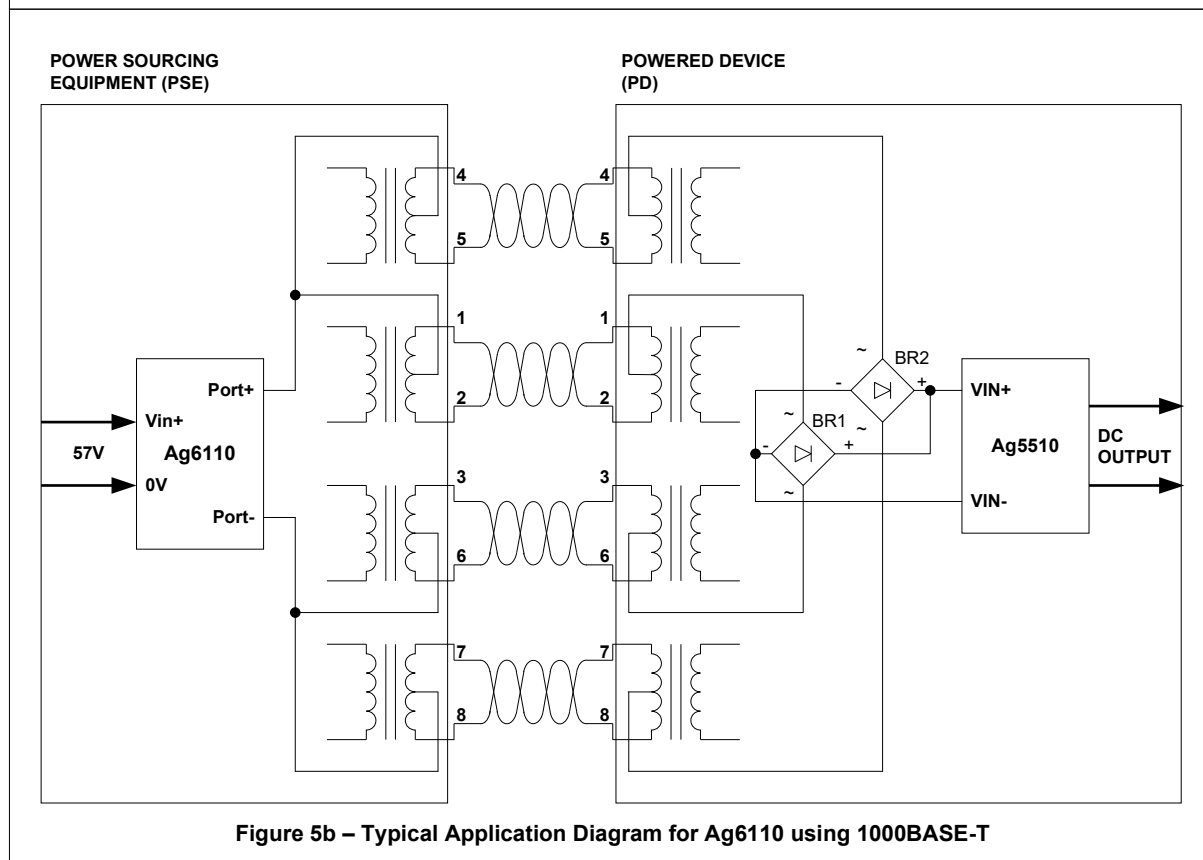 POWER SOURCING
EQUIPMENT (PSE)
POWERED DEVICE
(PD)
4
4
5
5
1
1
2
2
3
3
6
6
7
7
8
8
Port+
Vin+
57V
Ag6110
0V
Port-
~
BR2
-
+
~
~
BR1
-
+
~
VIN+
Ag5510
VIN-
DC
OUTPUT
Figure 5b – Typical Application Diagram for Ag6110 using 1000BASE-T